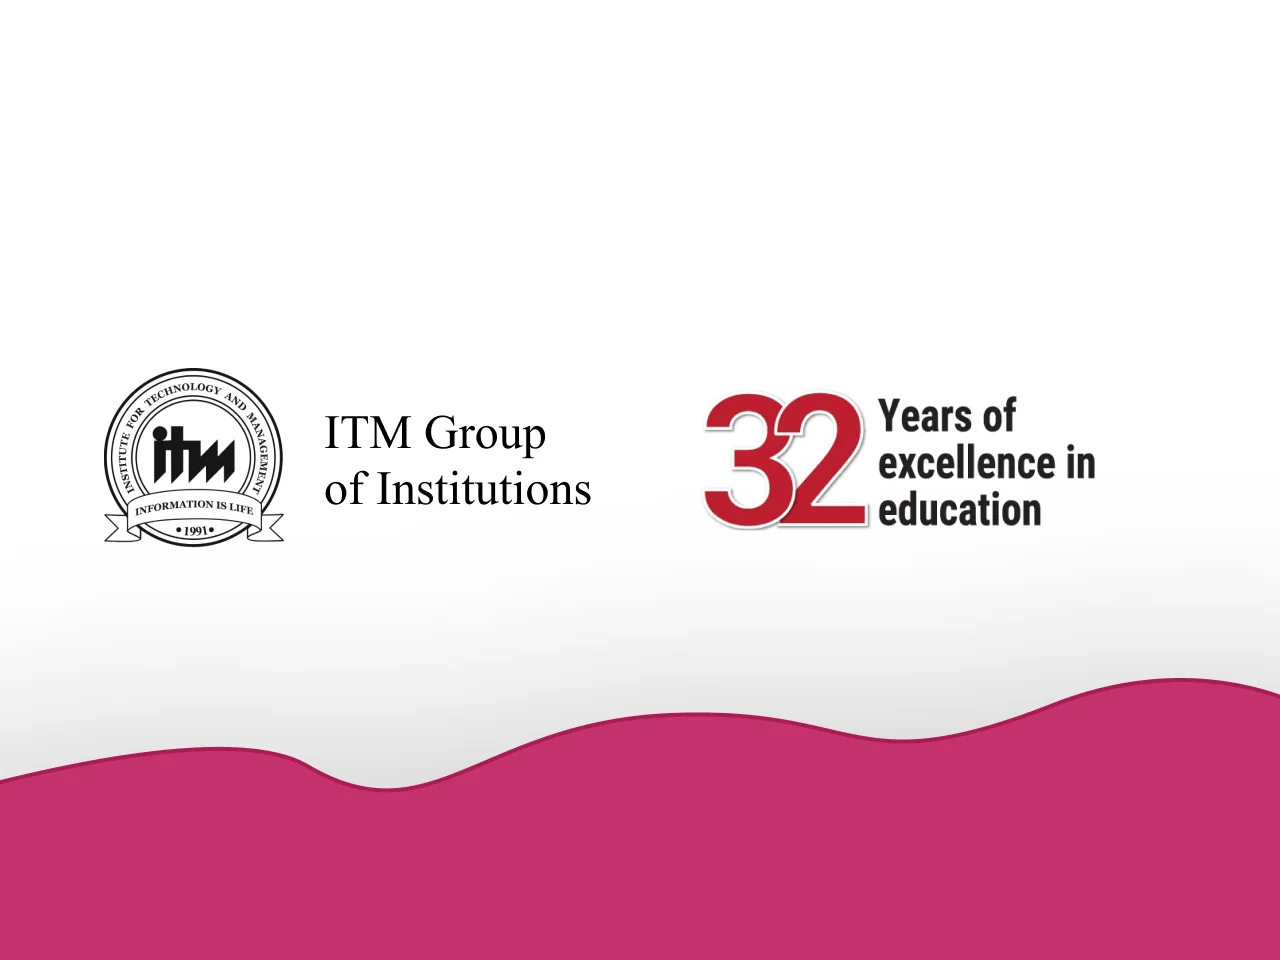 INSTITUTE FOR TECHNOLOGY AND MANAGEMENT
itm
INFORMATION IS LIFE
•1991•
ITM Group
of Institutions
32
Years of
excellence in
education